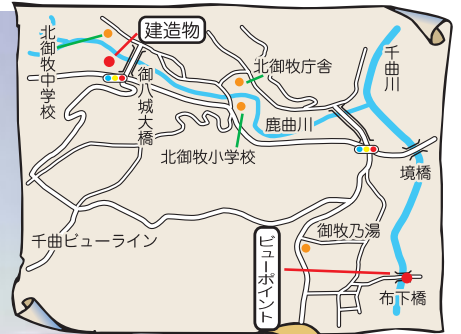 建造物
北御牧中学校
御八城大橋
北御牧庁舎
千曲川
鹿曲川
北御牧小学校
境橋
千曲ビューライン
ビューポイント
御牧乃湯
布下橋